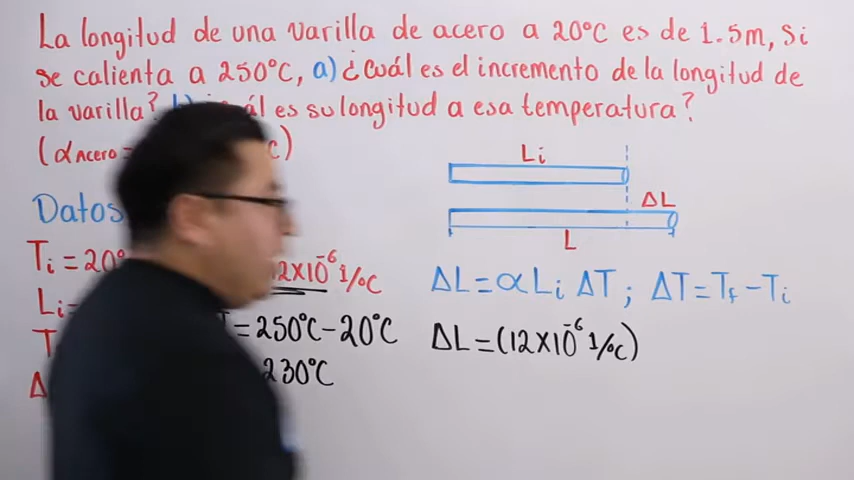 La longitud de una varilla de acero a 20°C es de 1.5m, Si
se calienta a 250°C, a) ¿Cuál es el incremento de la longitud de
la varilla? es su longitud a esa temperatura?
(αAcero
Li
ΔL
L
Datos
Ti = 20°
12x10⁻⁶ 1/°C
ΔL = αLi ΔT ; ΔT = Tf - Ti
Li =
= 250°C - 20°C
ΔL = (12x10⁻⁶ 1/°C)
230°C